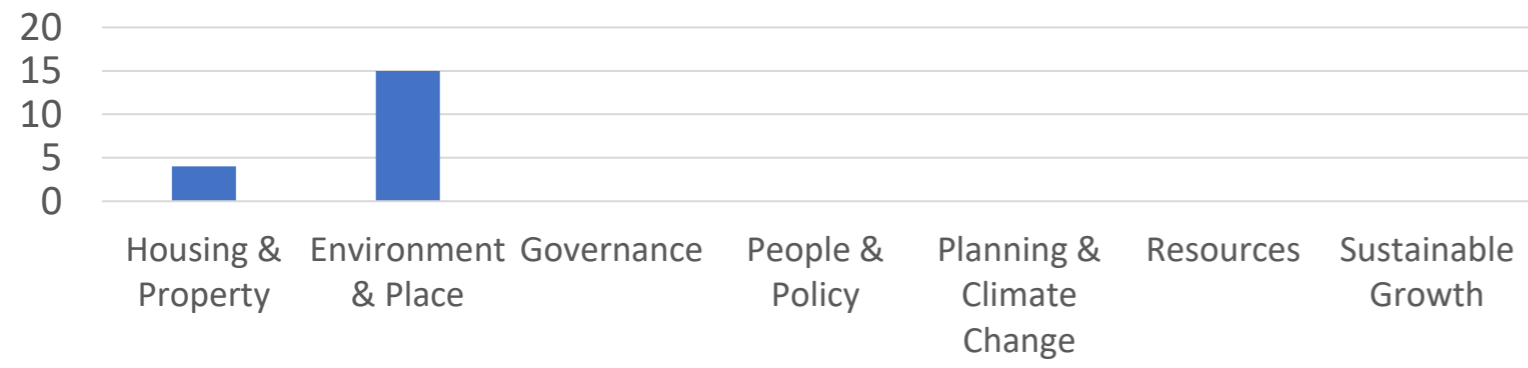 20
15
10
5
0
Housing & Property
Environment & Place
Governance
People & Policy
Planning & Climate Change
Resources
Sustainable Growth